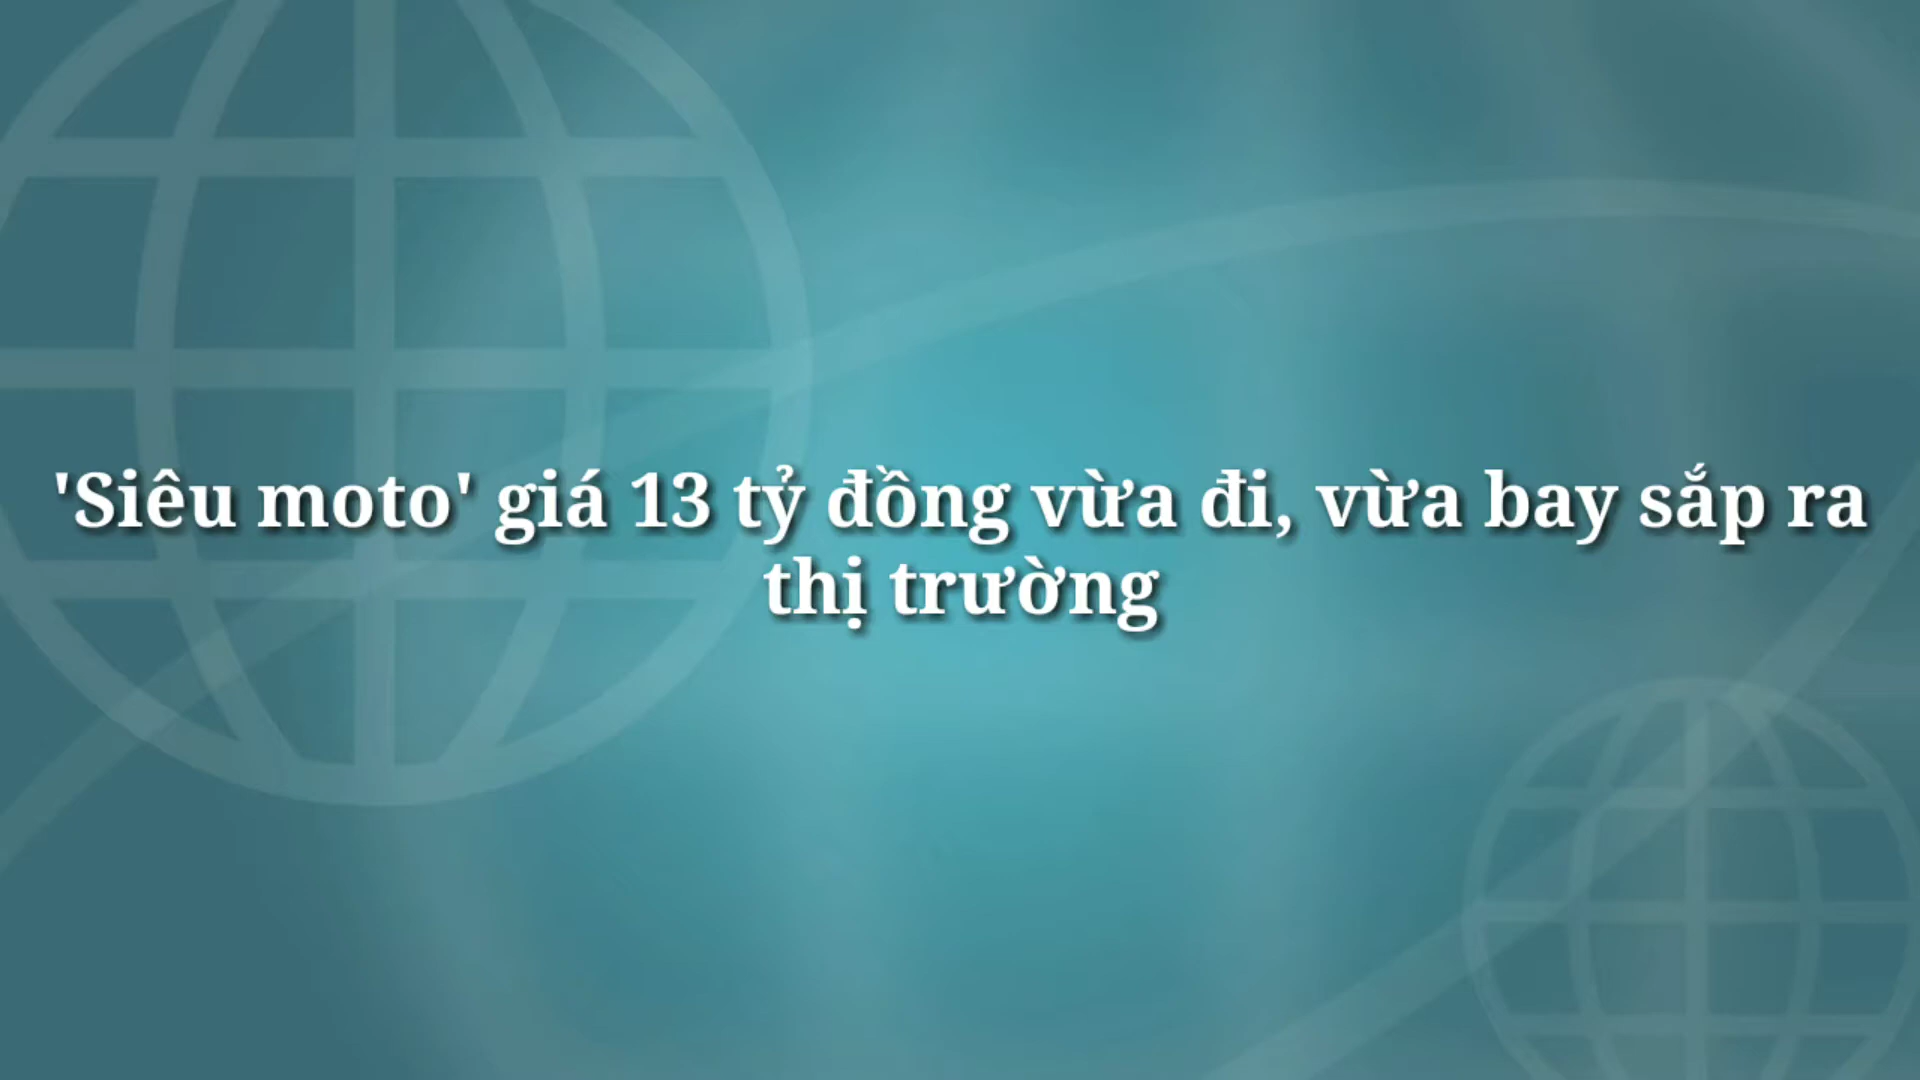 'Siêu moto' giá 13 tỷ đồng vừa đi, vừa bay sắp ra
thị trường